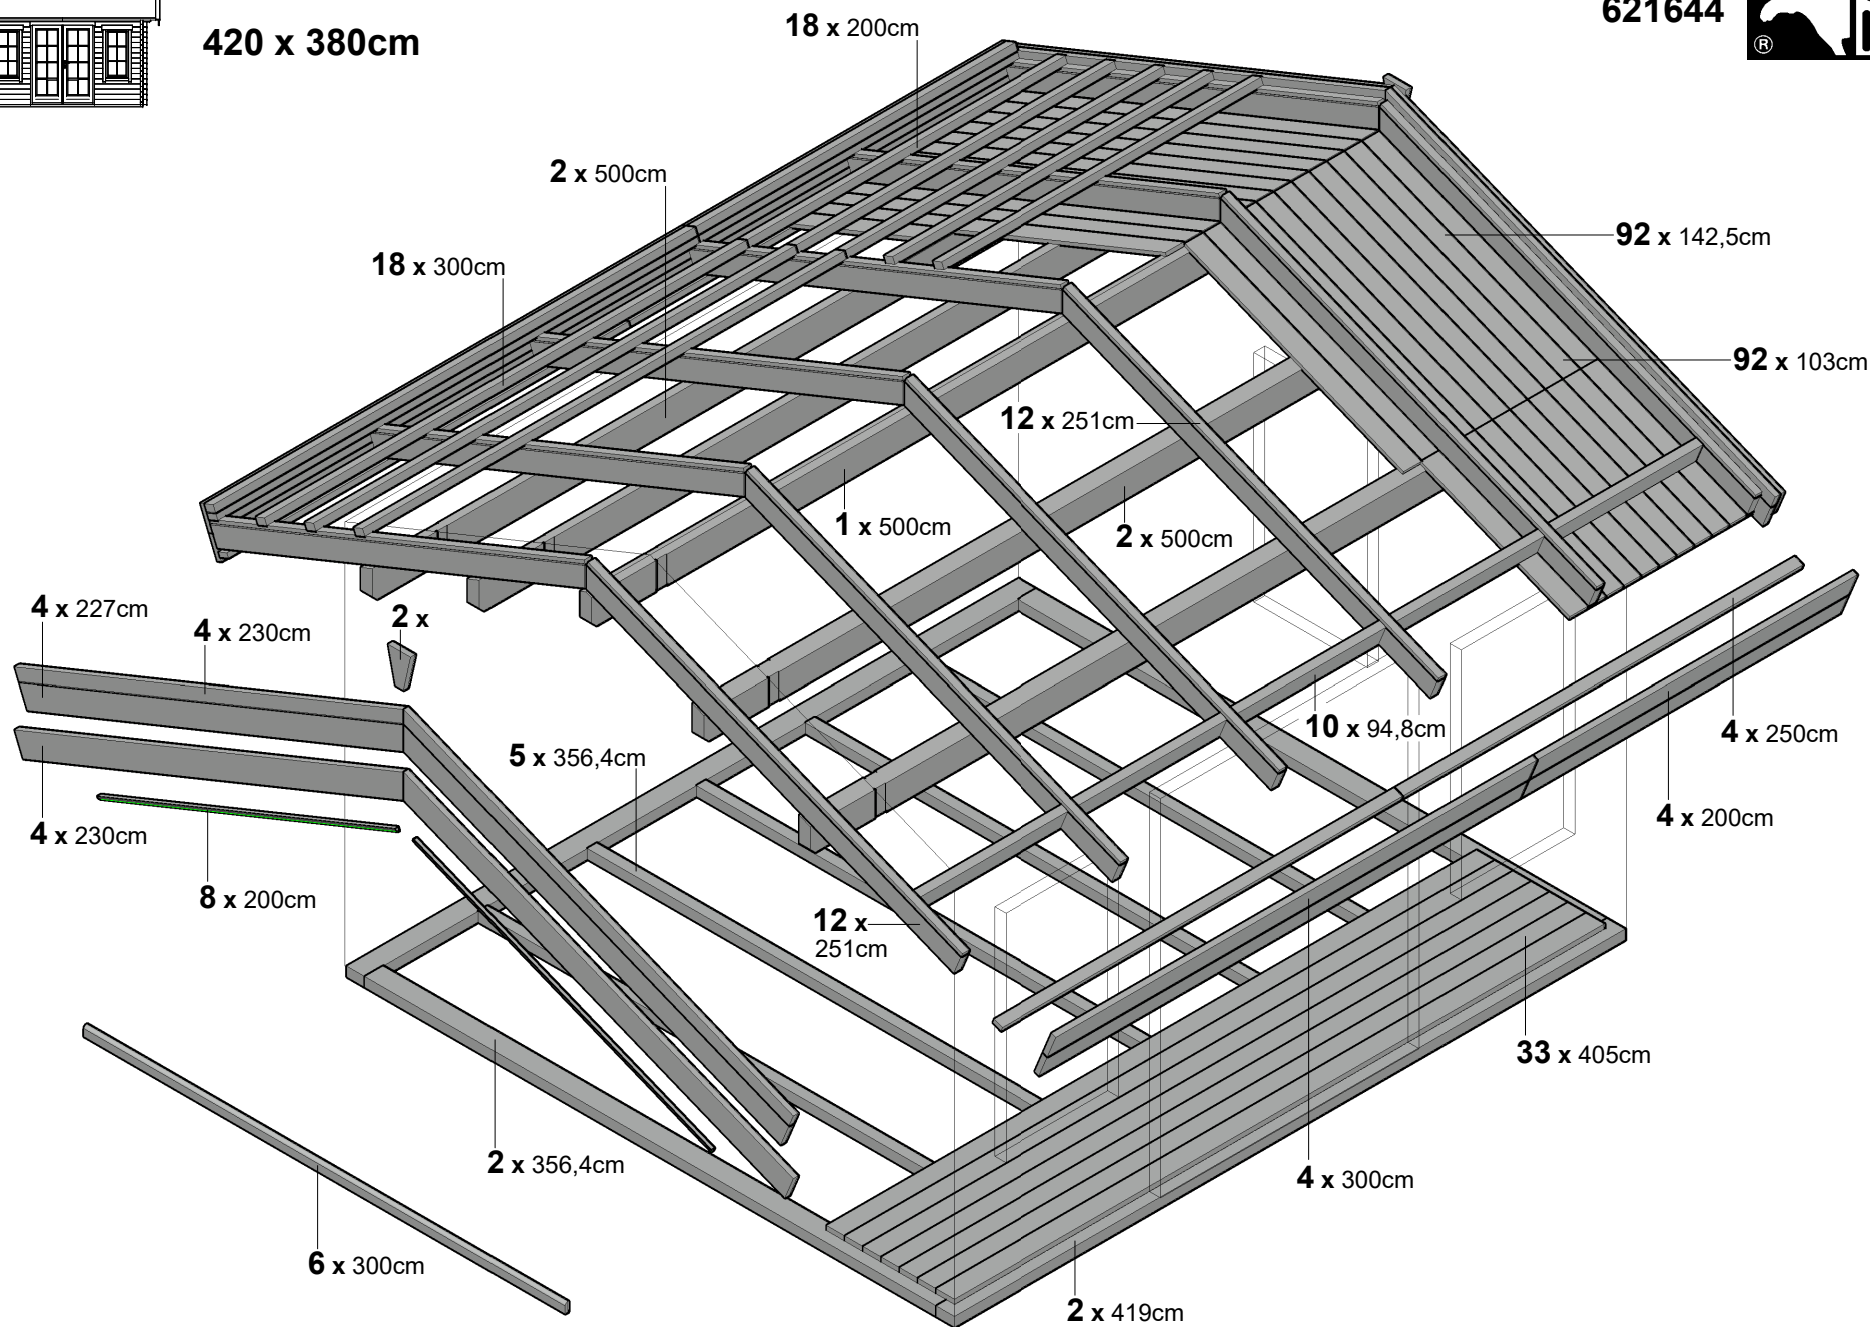 18 x 200cm
621644
®
420 x 380cm
2 x 500cm
18 x 300cm
92 x 142,5cm
92 x 103cm
12 x 251cm
1 x 500cm
2 x 500cm
4 x 227cm
4 x 230cm
2 x
10 x 94,8cm
4 x 250cm
5 x 356,4cm
4 x 200cm
4 x 230cm
8 x 200cm
12 x
251cm
33 x 405cm
2 x 356,4cm
4 x 300cm
6 x 300cm
2 x 419cm